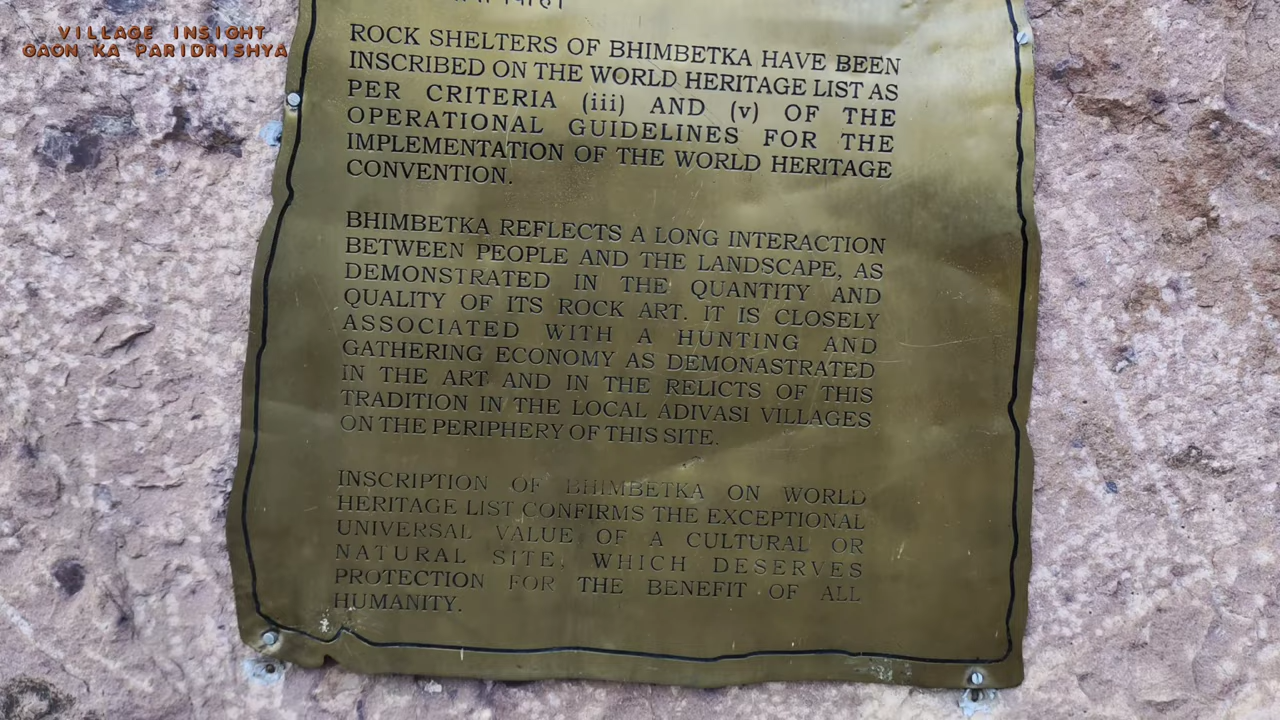 VILLAGE INSIGHT
GAON KA PARIDRISHYA
ROCK SHELTERS OF BHIMBETKA HAVE BEEN
INSCRIBED ON THE WORLD HERITAGE LIST AS
PER CRITERIA (iii) AND (v) OF THE
OPERATIONAL GUIDELINES FOR THE
IMPLEMENTATION OF THE WORLD HERITAGE
CONVENTION.
BHIMBETKA REFLECTS A LONG INTERACTION
BETWEEN PEOPLE AND THE LANDSCAPE, AS
DEMONSTRATED IN THE QUANTITY AND
QUALITY OF ITS ROCK ART. IT IS CLOSELY
ASSOCIATED WITH A HUNTING AND
GATHERING ECONOMY AS DEMONASTRATED
IN THE ART AND IN THE RELICTS OF THIS
TRADITION IN THE LOCAL ADIVASI VILLAGES
ON THE PERIPHERY OF THIS SITE.
INSCRIPTION OF BHIMBETKA ON WORLD
HERITAGE LIST CONFIRMS THE EXCEPTIONAL
UNIVERSAL VALUE OF A CULTURAL OR
NATURAL SITE, WHICH DESERVES
PROTECTION FOR THE BENEFIT OF ALL
HUMANITY.